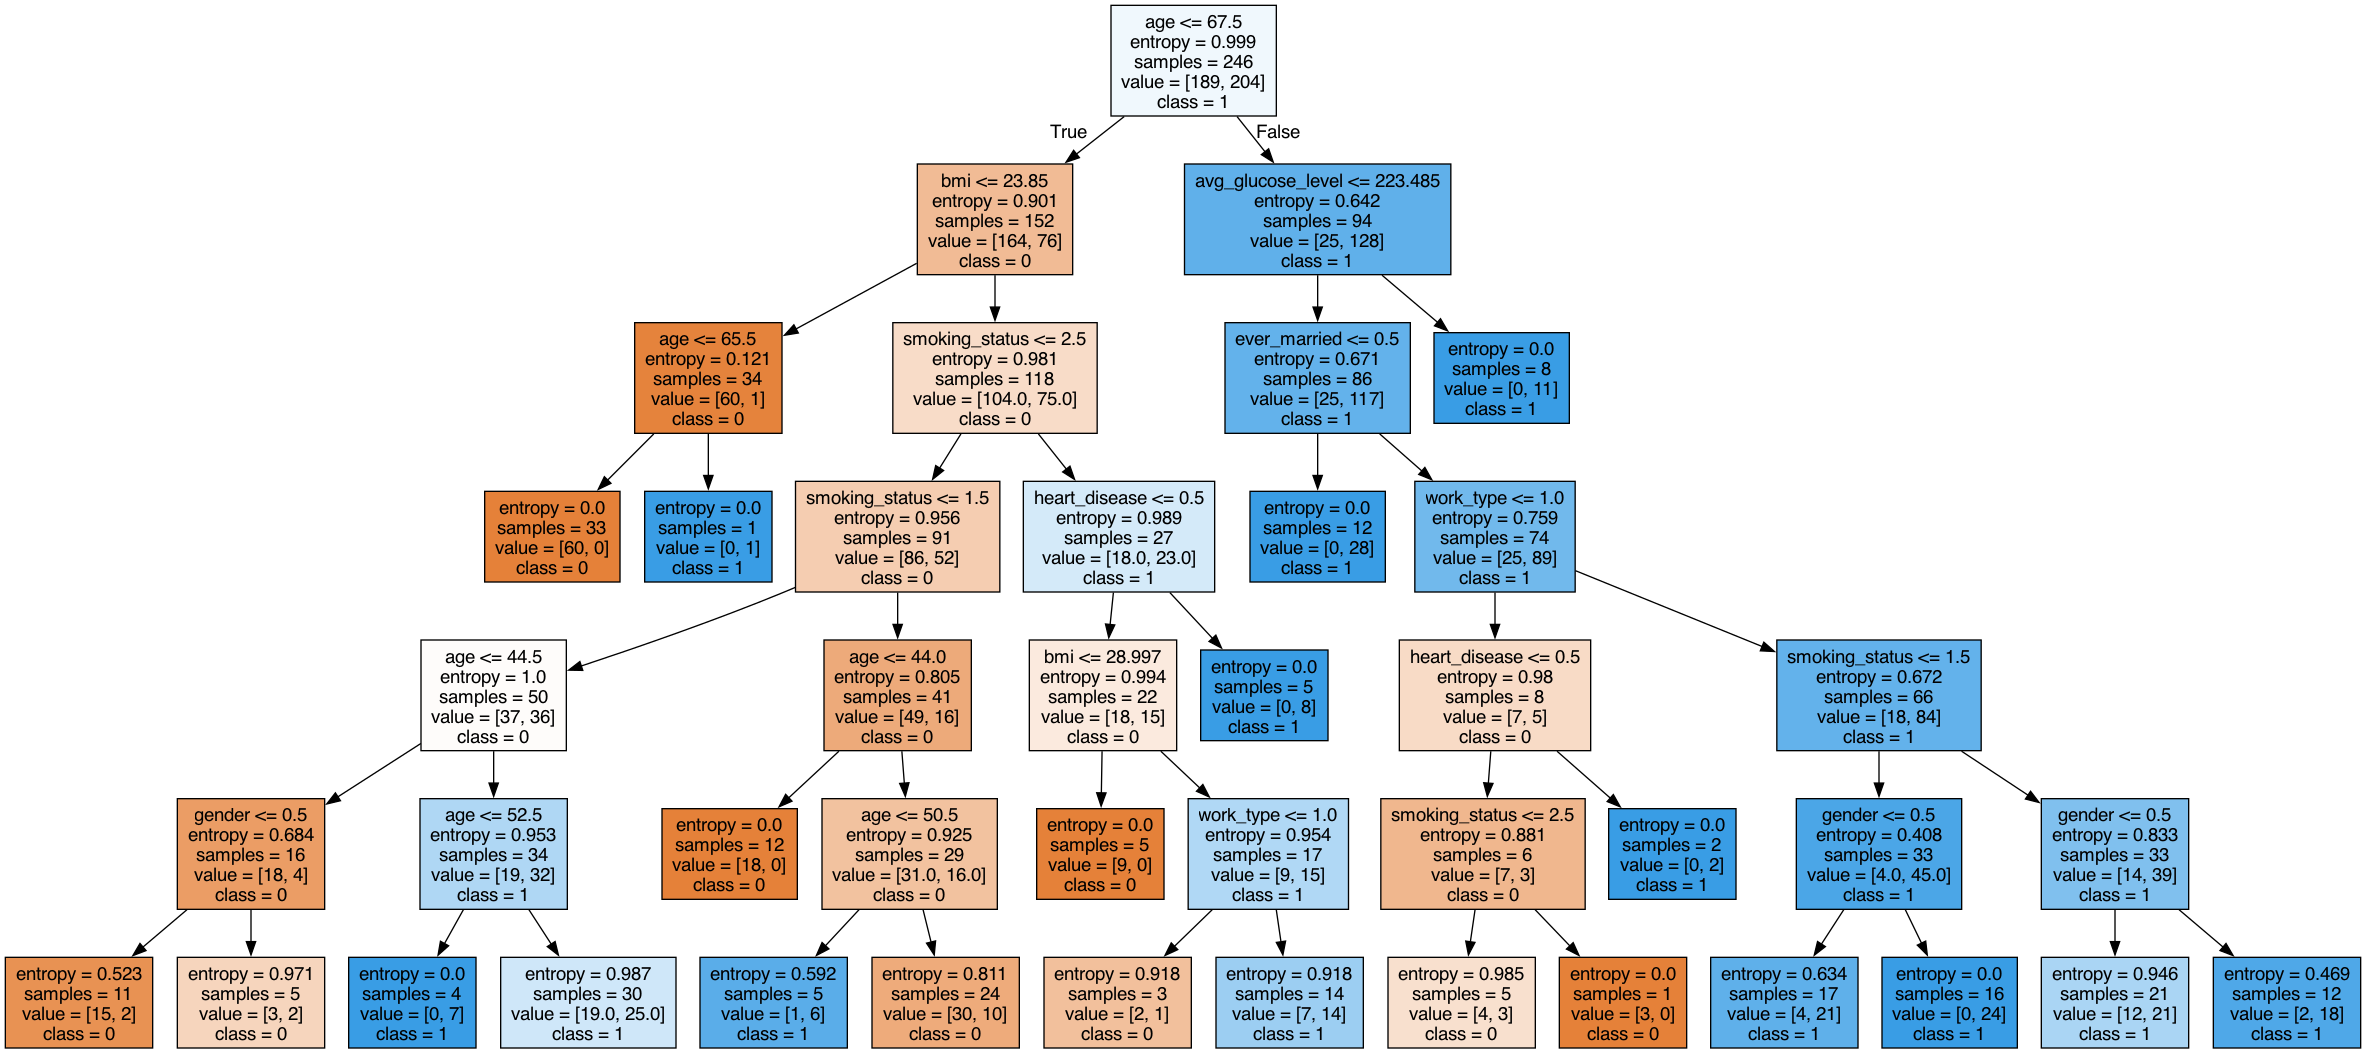 age <= 67.5
entropy = 0.999
samples = 246
value = [189, 204]
class = 1
True
False
bmi <= 23.85
entropy = 0.901
samples = 152
value = [164, 76]
class = 0
avg_glucose_level <= 223.485
entropy = 0.642
samples = 94
value = [25, 128]
class = 1
age <= 65.5
entropy = 0.121
samples = 34
value = [60, 1]
class = 0
smoking_status <= 2.5
entropy = 0.981
samples = 118
value = [104.0, 75.0]
class = 0
ever_married <= 0.5
entropy = 0.671
samples = 86
value = [25, 117]
class = 1
entropy = 0.0
samples = 8
value = [0, 11]
class = 1
entropy = 0.0
samples = 33
value = [60, 0]
class = 0
entropy = 0.0
samples = 1
value = [0, 1]
class = 1
smoking_status <= 1.5
entropy = 0.956
samples = 91
value = [86, 52]
class = 0
heart_disease <= 0.5
entropy = 0.989
samples = 27
value = [18.0, 23.0]
class = 1
entropy = 0.0
samples = 12
value = [0, 28]
class = 1
work_type <= 1.0
entropy = 0.759
samples = 74
value = [25, 89]
class = 1
age <= 44.5
entropy = 1.0
samples = 50
value = [37, 36]
class = 0
age <= 44.0
entropy = 0.805
samples = 41
value = [49, 16]
class = 0
bmi <= 28.997
entropy = 0.994
samples = 22
value = [18, 15]
class = 0
entropy = 0.0
samples = 5
value = [0, 8]
class = 1
heart_disease <= 0.5
entropy = 0.98
samples = 8
value = [7, 5]
class = 0
smoking_status <= 1.5
entropy = 0.672
samples = 66
value = [18, 84]
class = 1
gender <= 0.5
entropy = 0.684
samples = 16
value = [18, 4]
class = 0
age <= 52.5
entropy = 0.953
samples = 34
value = [19, 32]
class = 1
entropy = 0.0
samples = 12
value = [18, 0]
class = 0
age <= 50.5
entropy = 0.925
samples = 29
value = [31.0, 16.0]
class = 0
entropy = 0.0
samples = 5
value = [9, 0]
class = 0
work_type <= 1.0
entropy = 0.954
samples = 17
value = [9, 15]
class = 1
smoking_status <= 2.5
entropy = 0.881
samples = 6
value = [7, 3]
class = 0
entropy = 0.0
samples = 2
value = [0, 2]
class = 1
gender <= 0.5
entropy = 0.408
samples = 33
value = [4.0, 45.0]
class = 1
gender <= 0.5
entropy = 0.833
samples = 33
value = [14, 39]
class = 1
entropy = 0.523
samples = 11
value = [15, 2]
class = 0
entropy = 0.971
samples = 5
value = [3, 2]
class = 0
entropy = 0.0
samples = 4
value = [0, 7]
class = 1
entropy = 0.987
samples = 30
value = [19.0, 25.0]
class = 1
entropy = 0.592
samples = 5
value = [1, 6]
class = 1
entropy = 0.811
samples = 24
value = [30, 10]
class = 0
entropy = 0.918
samples = 3
value = [2, 1]
class = 0
entropy = 0.918
samples = 14
value = [7, 14]
class = 1
entropy = 0.985
samples = 5
value = [4, 3]
class = 0
entropy = 0.0
samples = 1
value = [3, 0]
class = 0
entropy = 0.634
samples = 17
value = [4, 21]
class = 1
entropy = 0.0
samples = 16
value = [0, 24]
class = 1
entropy = 0.946
samples = 21
value = [12, 21]
class = 1
entropy = 0.469
samples = 12
value = [2, 18]
class = 1